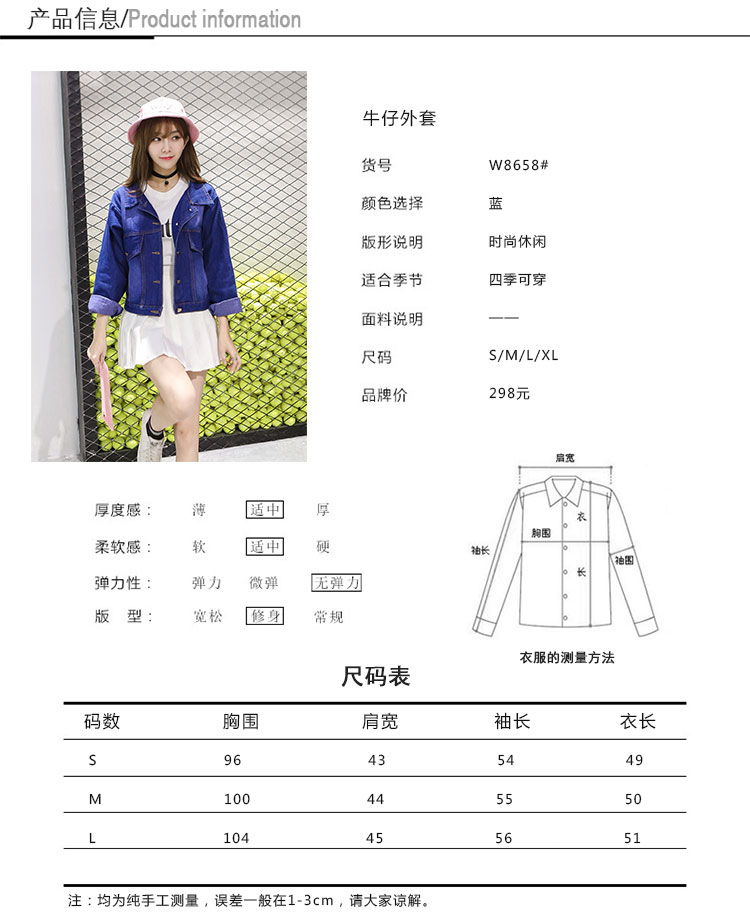 产品信息/Product information
牛仔外套
货号 W8658#
颜色选择 蓝
版形说明 时尚休闲
适合季节 四季可穿
面料说明 ——
尺码 S/M/L/XL
品牌价 298元
厚度感： 薄 适中 厚
柔软感： 软 适中 硬
弹力性： 弹力 微弹 无弹力
版 型： 宽松 修身 常规
肩宽
衣
胸围
袖长
袖围
长
衣服的测量方法
尺码表
码数 胸围 肩宽 袖长 衣长
S 96 43 54 49
M 100 44 55 50
L 104 45 56 51
注：均为纯手工测量，误差一般在1-3cm，请大家谅解。